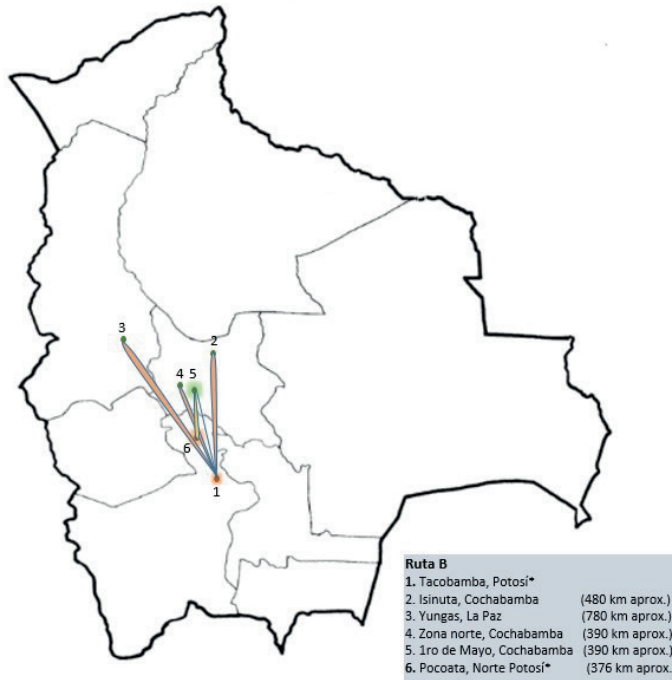 3
2
4 5
6
1
Ruta B
1. Tacobamba, Potosí*
2. Isinuta, Cochabamba (480 km aprox.)
3. Yungas, La Paz (780 km aprox.)
4. Zona norte, Cochabamba (390 km aprox.)
5. 1ro de Mayo, Cochabamba (390 km aprox.)
6. Pocoata, Norte Potosí* (376 km aprox.